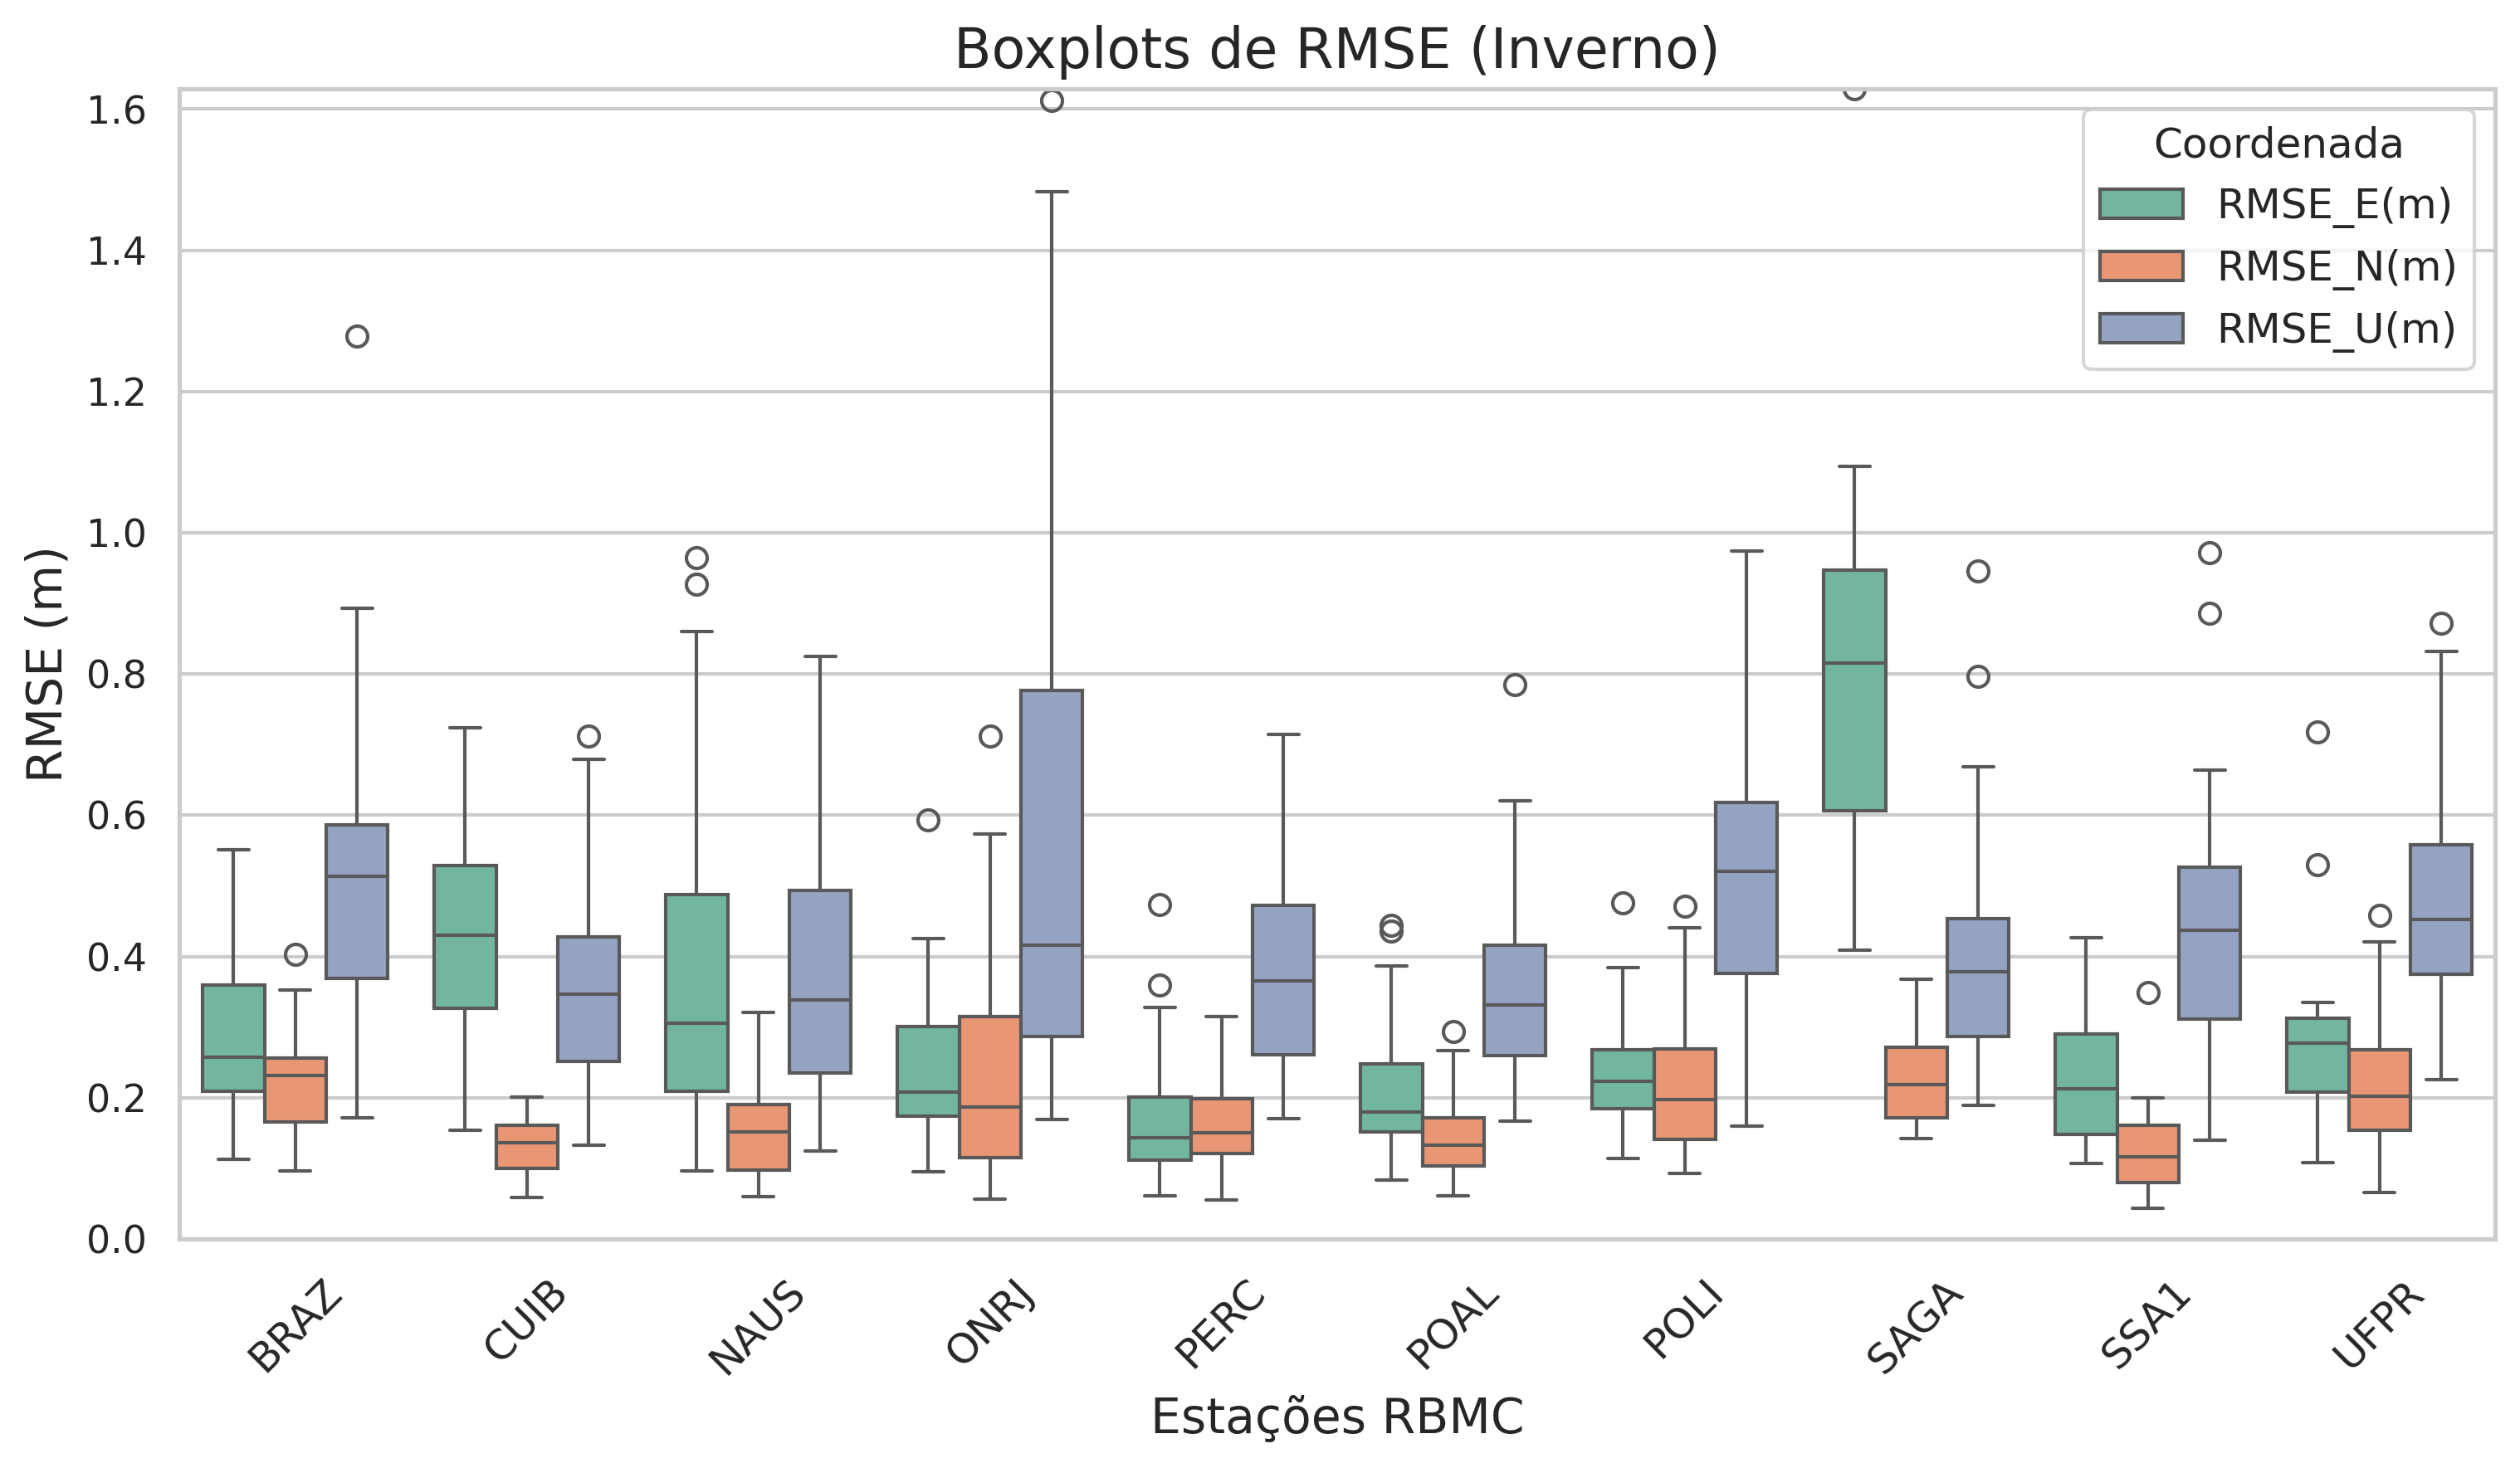 Boxplots de RMSE (Inverno)
Coordenada
RMSE_E(m)
RMSE_N(m)
RMSE_U(m)
RMSE (m)
1.6
1.4
1.2
1.0
0.8
0.6
0.4
0.2
0.0
BRAZ
CUIB
NAUS
ONRJ
PERC
POAL
POLI
SAGA
SSA1
UFPR
Estações RBMC